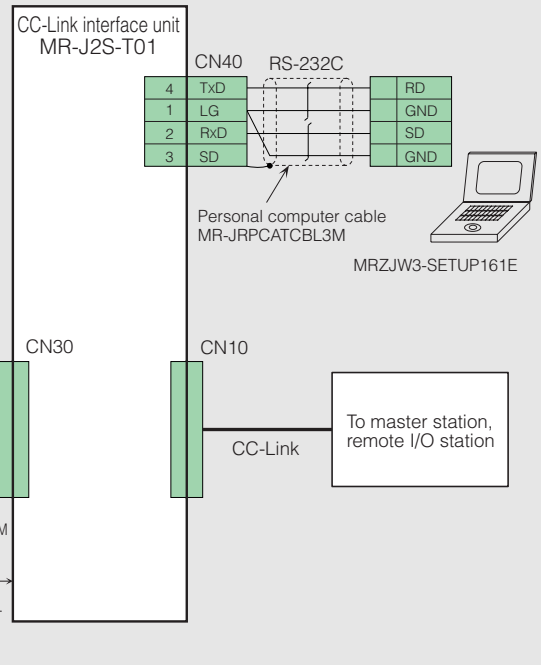 CC-Link interface unit
MR-J2S-T01
CN40
RS-232C
4 TxD RD
1 LG GND
2 RxD SD
3 SD GND
Personal computer cable
MR-JRPCATCBL3M
MRZJW3-SETUP161E
CN30
CN10
To master station,
remote I/O station
CC-Link
M